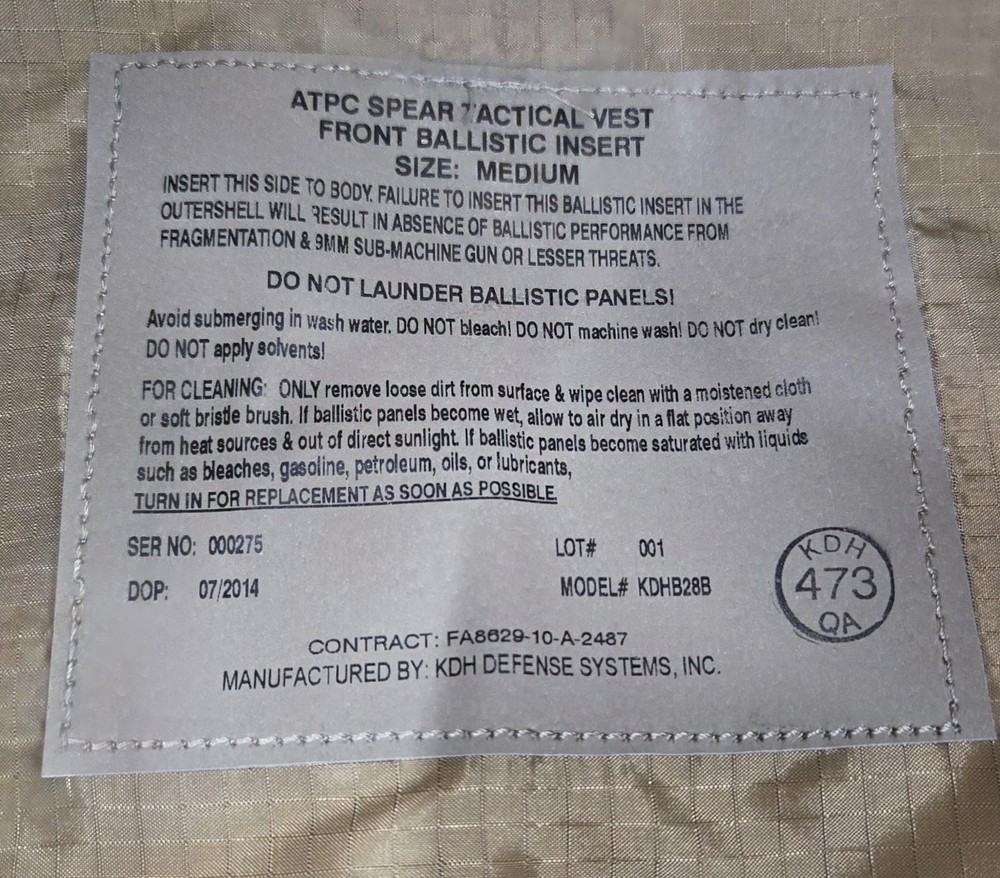 ATPC SPEAR TACTICAL VEST
FRONT BALLISTIC INSERT
SIZE: MEDIUM
INSERT THIS SIDE TO BODY. FAILURE TO INSERT THIS BALLISTIC INSERT IN THE
OUTERSHELL WILL RESULT IN ABSENCE OF BALLISTIC PERFORMANCE FROM
FRAGMENTATION & 9MM SUB-MACHINE GUN OR LESSER THREATS.
DO NOT LAUNDER BALLISTIC PANELS!
Avoid submerging in wash water. DO NOT bleach! DO NOT machine wash! DO NOT dry clean!
DO NOT apply solvents!
FOR CLEANING: ONLY remove loose dirt from surface & wipe clean with a moistened cloth
or soft bristle brush. If ballistic panels become wet, allow to air dry in a flat position away
from heat sources & out of direct sunlight. If ballistic panels become saturated with liquids
such as bleaches, gasoline, petroleum, oils, or lubricants,
TURN IN FOR REPLACEMENT AS SOON AS POSSIBLE.
SER NO: 000275 LOT# 001
DOP: 07/2014 MODEL# KDHB28B
KDH
473
QA
CONTRACT: FA8629-10-A-2487
MANUFACTURED BY: KDH DEFENSE SYSTEMS, INC.